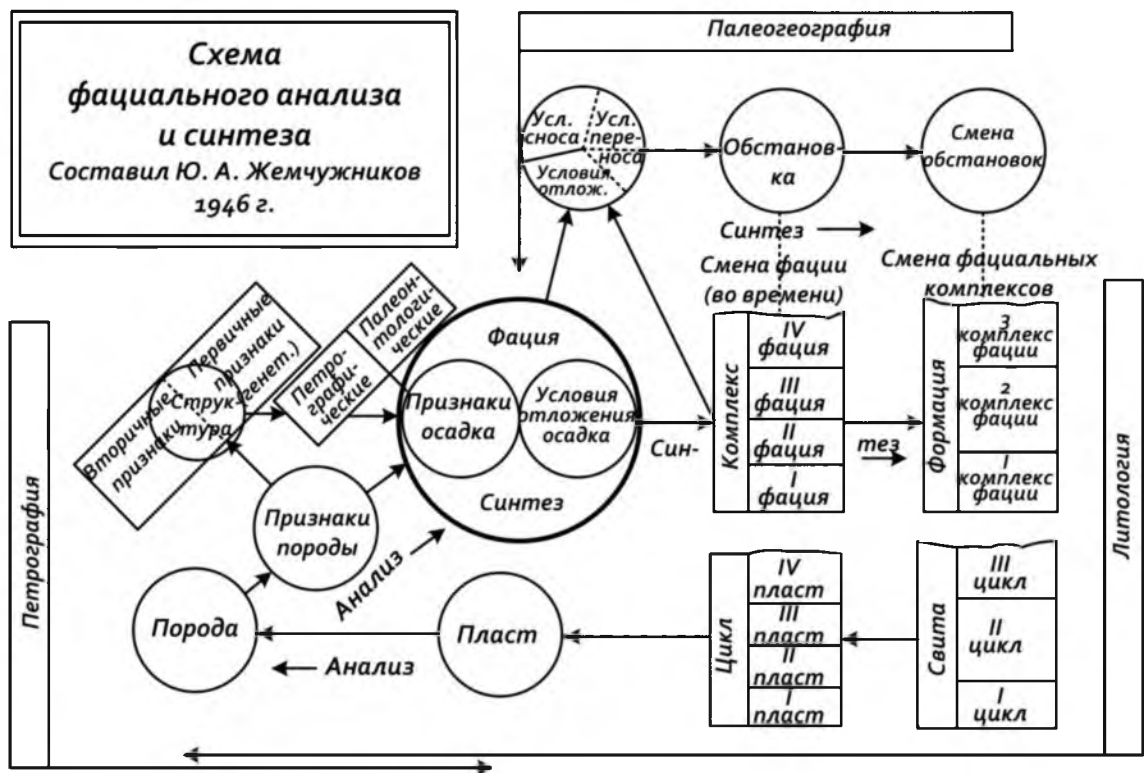 Схема
фациального анализа
и синтеза
Составил Ю. А. Жемчужников
1946 г.
Палеогеография
Усл.
сноса
Усл.
пере-
носа
Условия
отлож.
Обстанов-
ка
Смена
обстановок
Синтез
Смена фации
(во времени)
Смена фациальных
комплексов
Петрография
Литология
Вторичные
признаки
Первичные
признаки
(генет.)
Струк-
тура
Петро-
графи-
ческие
Палеон-
тологи-
ческие
Фация
Признаки
осадка
Условия
отложения
осадка
Синтез
Син-
тез
Комплекс
IV
фация
III
фация
II
фация
I
фация
Формация
3
комплекс
фации
2
комплекс
фации
I
комплекс
фации
Признаки
породы
Анализ
Порода
Анализ
Пласт
Цикл
IV
пласт
III
пласт
II
пласт
I
пласт
Свита
III
цикл
II
цикл
I
цикл